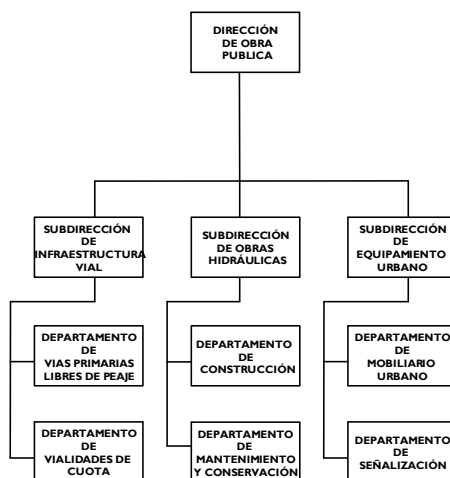 DIRECCIÓN
DE OBRA
PUBLICA
SUBDIRECCIÓN
DE
INFRAESTRUCTURA
VIAL
SUBDIRECCIÓN
DE OBRAS
HIDRÁULICAS
SUBDIRECCIÓN
DE
EQUIPAMIENTO
URBANO
DEPARTAMENTO
DE
VIAS PRIMARIAS
LIBRES DE PEAJE
DEPARTAMENTO
DE
CONSTRUCCIÓN
DEPARTAMENTO
DE
MOBILIARIO
URBANO
DEPARTAMENTO
DE
VIALIDADES DE
CUOTA
DEPARTAMENTO
DE
MANTENIMIENTO
Y CONSERVACIÓN
DEPARTAMENTO
DE
SEÑALIZACIÓN